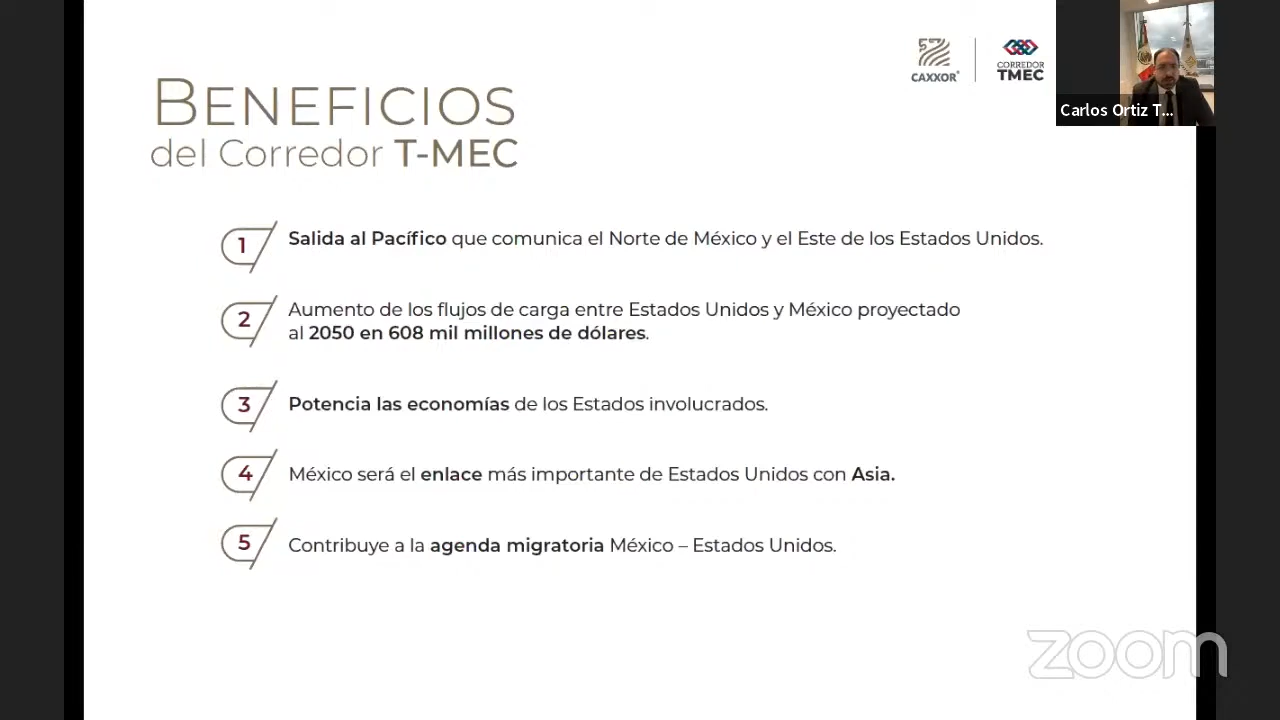 CAXXOR®
CORREDOR
TMEC
Carlos Ortiz T...
BENEFICIOS
del Corredor T-MEC
1
Salida al Pacífico que comunica el Norte de México y el Este de los Estados Unidos.
2
Aumento de los flujos de carga entre Estados Unidos y México proyectado
al 2050 en 608 mil millones de dólares.
3
Potencia las economías de los Estados involucrados.
4
México será el enlace más importante de Estados Unidos con Asia.
5
Contribuye a la agenda migratoria México – Estados Unidos.
zoom